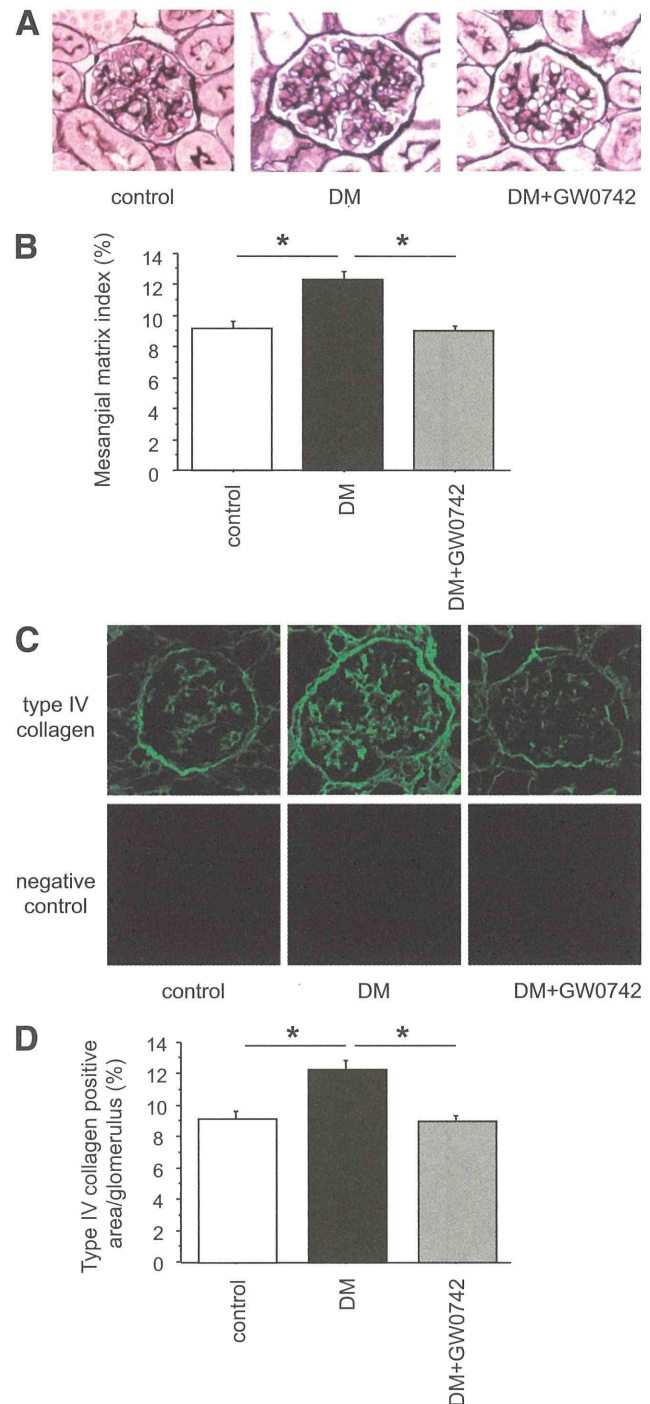 A
control DM DM+GW0742
B
Mesangial matrix index (%)
14
12
10
8
6
4
2
0
* *
control
DM
DM+GW0742
C
type IV
collagen
negative
control
control DM DM+GW0742
D
Type IV collagen positive
area/glomerulus (%)
14
12
10
8
6
4
2
0
* *
control
DM
DM+GW0742